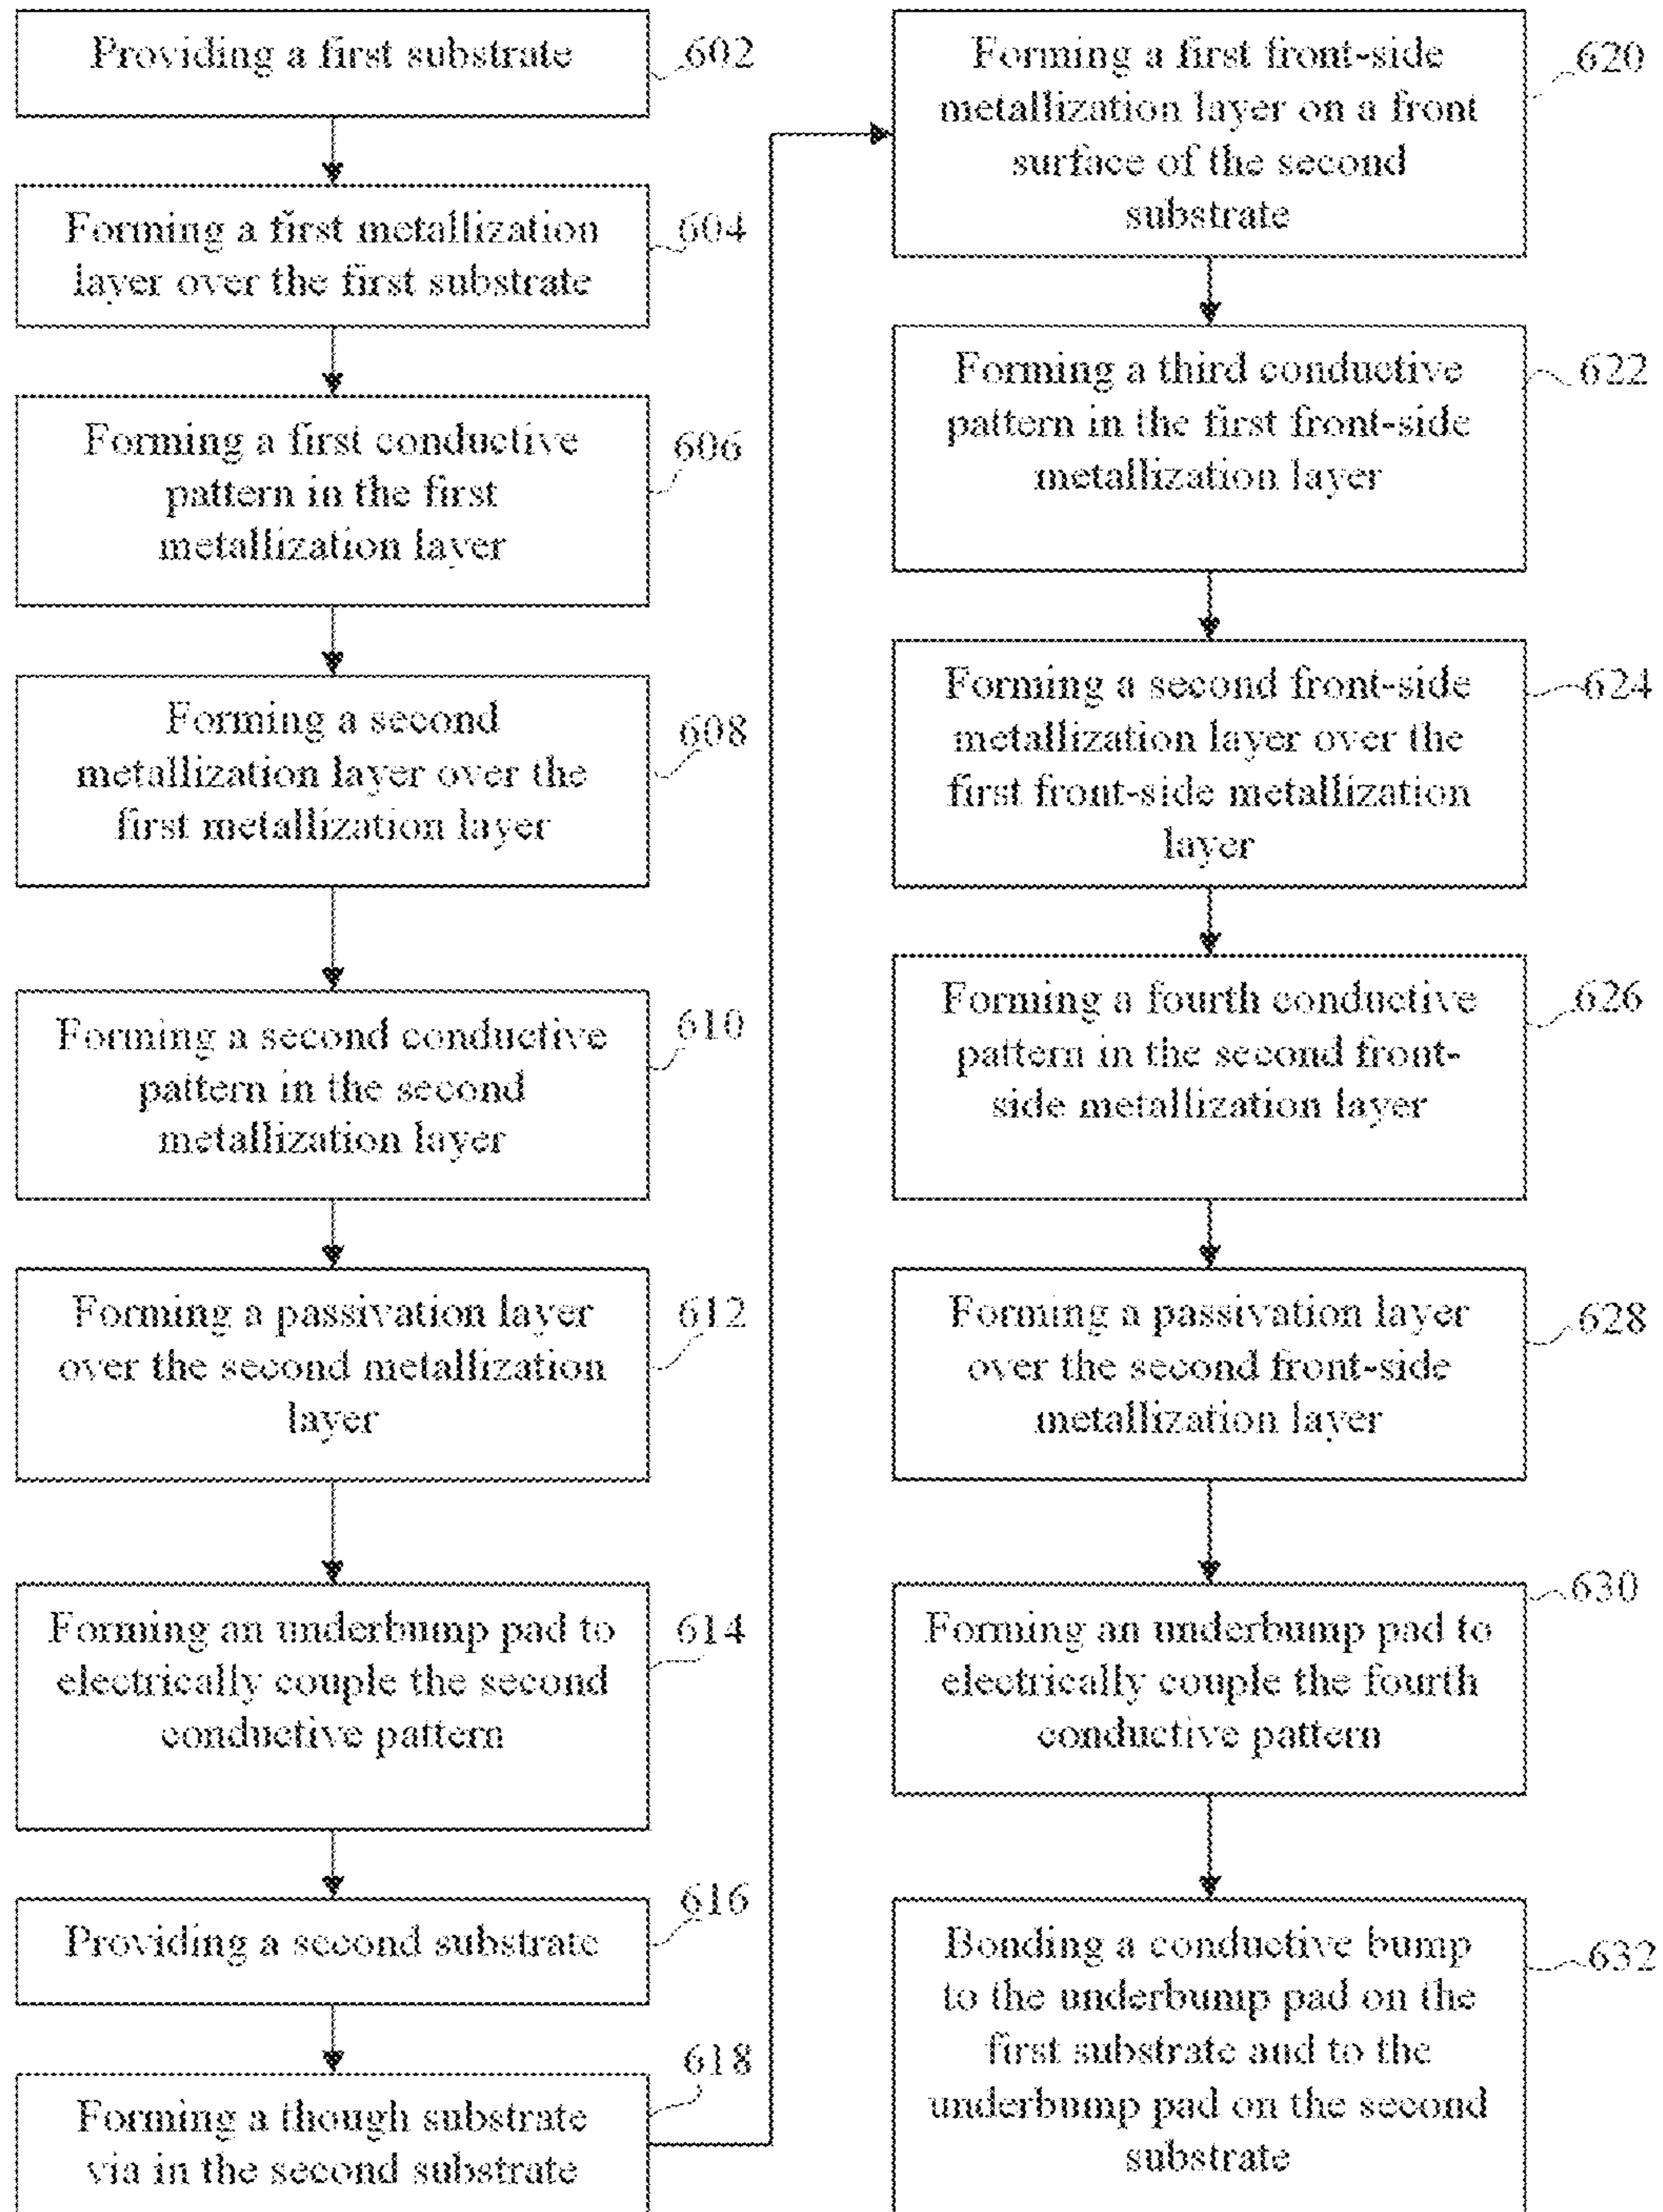 Providing a first substrate
602
Forming a first metallization
layer over the first substrate
604
Forming a first conductive
pattern in the first
metallization layer
606
Forming a second
metallization layer over the
first metallization layer
608
Forming a second conductive
pattern in the second
metallization layer
610
Forming a passivation layer
over the second metallization
layer
612
Forming an underbump pad to
electrically couple the second
conductive pattern
614
Providing a second substrate
616
Forming a though substrate
via in the second substrate
618
Forming a first front-side
metallization layer on a front
surface of the second
substrate
620
Forming a third conductive
pattern in the first front-side
metallization layer
622
Forming a second front-side
metallization layer over the
first front-side metallization
layer
624
Forming a fourth conductive
pattern in the second front-
side metallization layer
626
Forming a passivation layer
over the second front-side
metallization layer
628
Forming an underbump pad to
electrically couple the fourth
conductive pattern
630
Bonding a conductive bump
to the underbump pad on the
first substrate and to the
underbump pad on the second
substrate
632